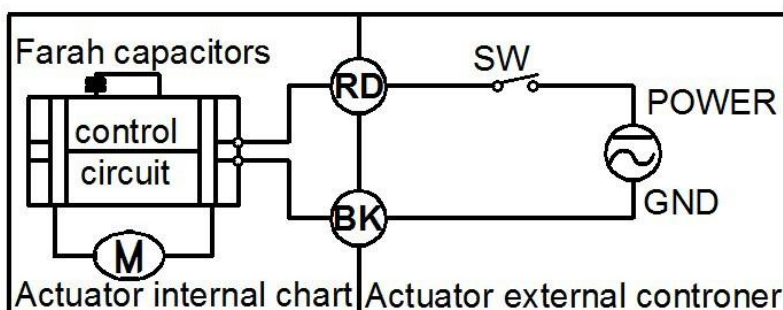 Farah capacitors
control
circuit
M
RD
BK
SW
POWER
GND
Actuator internal chart
Actuator external controner